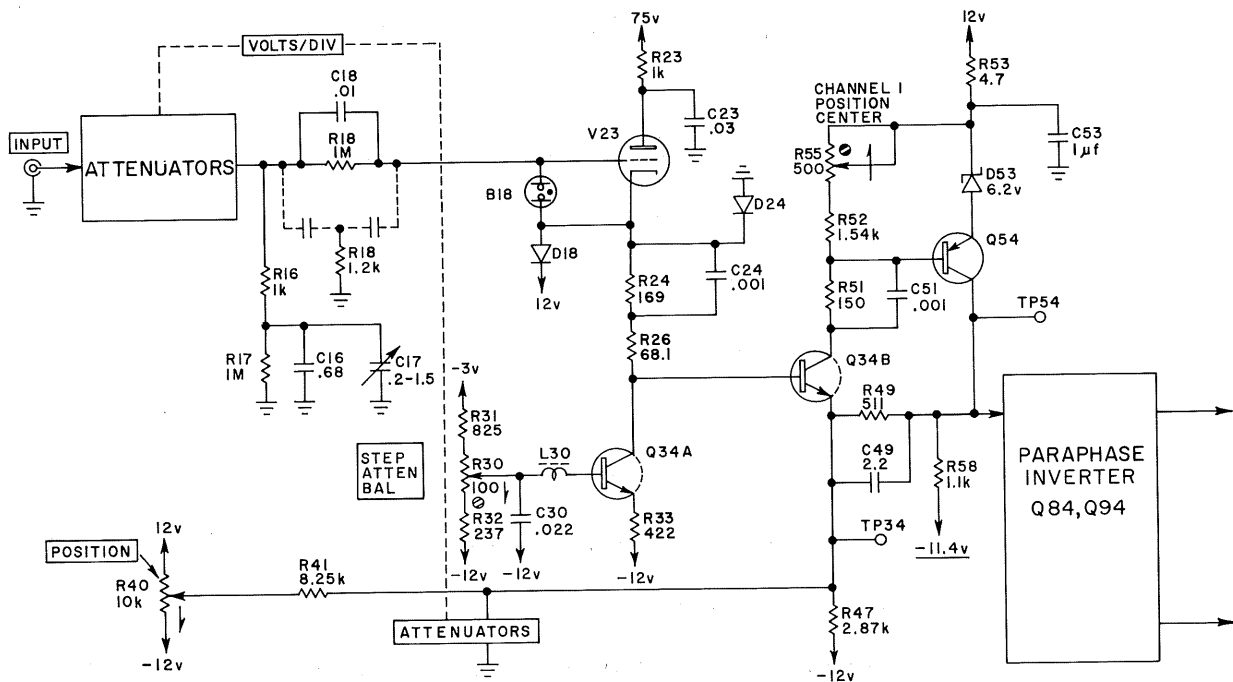 VOLTS/DIV
C18
.01
R18
1M
INPUT
ATTENUATORS
R16
1k
R18
1.2k
R17
1M
C16
.68
C17
.2-1.5
75v
R23
1k
C23
.03
V23
B18
D18
12v
D24
R24
169
C24
.001
R26
68.1
12v
R53
4.7
CHANNEL 1
POSITION
CENTER
C53
1μf
R55
500
D53
6.2v
R52
1.54k
Q54
R51
150
C51
.001
TP54
Q34B
R49
511
C49
2.2
R58
1.1k
-11.4v
TP34
PARAPHASE
INVERTER
Q84,Q94
-3v
R31
825
STEP
ATTEN
BAL
R30
100
L30
Q34A
R32
237
C30
.022
R33
422
-12v
-12v
-12v
12v
POSITION
R40
10k
R41
8.25k
-12v
ATTENUATORS
R47
2.87k
-12v